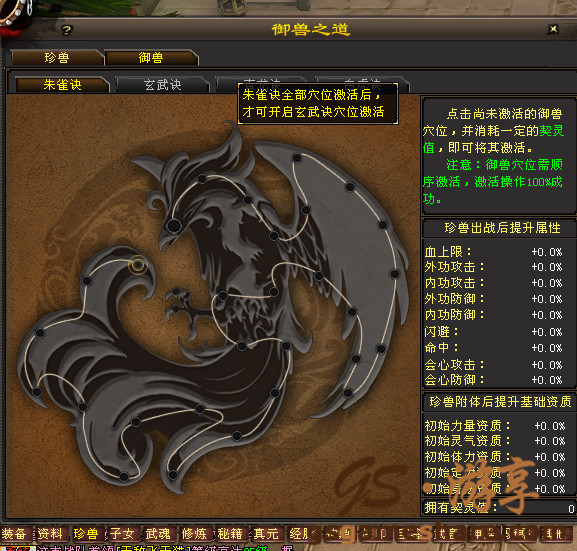 ?
御兽之道
×
珍兽 御兽
朱雀诀 玄武诀
朱雀诀全部穴位激活后，
才可开启玄武诀穴位激活
点击尚未激活的御兽
穴位，并消耗一定的契灵
值，即可将其激活。
注意：御兽穴位需顺
序激活，激活操作100%成
功。
珍兽出战后提升属性
血上限： +0.0%
外功攻击： +0.0%
内功攻击： +0.0%
外功防御： +0.0%
内功防御： +0.0%
闪避： +0.0%
命中： +0.0%
会心攻击： +0.0%
会心防御： +0.0%
珍兽附体后提升基础资质
初始力量资质： +0.0%
初始灵气资质： +0.0%
初始体力资质： +0.0%
初始定力资质： +0.0%
初始身法资质： +0.0%
拥有契灵值： 0
装备 资料 珍兽 子女 武魂 修炼 秘籍 真元 经脉